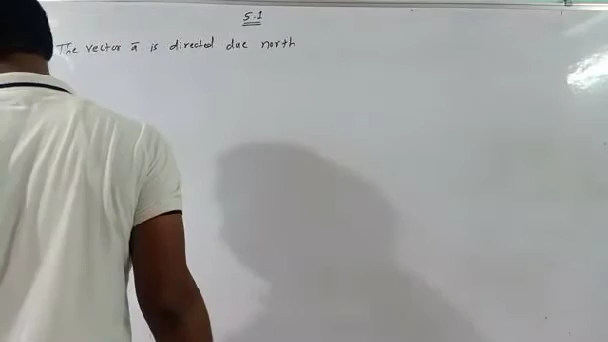 5.1
The vector a̅ is directed due north